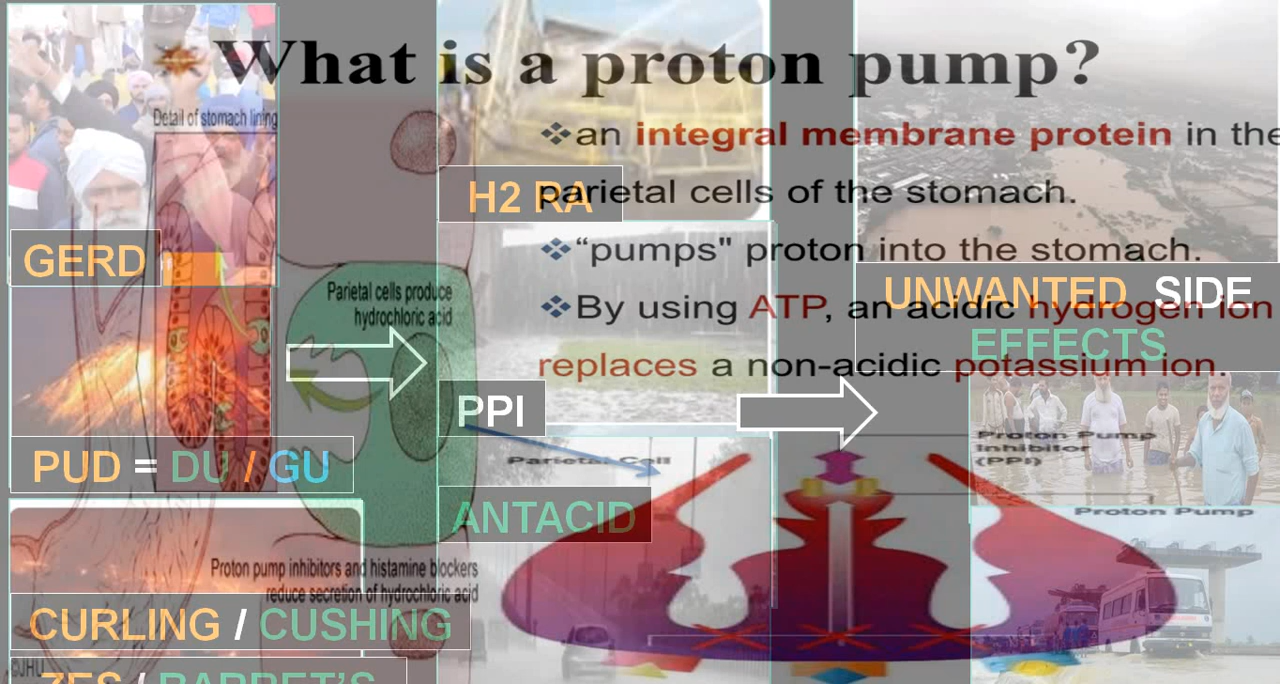 What is a proton pump?
Detail of stomach lining
an integral membrane protein in the
parietal cells of the stomach.
H2 RA
“pumps" proton into the stomach.
GERD
UNWANTED SIDE
EFFECTS
Parietal cells produce
hydrochloric acid
By using ATP, an acidic hydrogen ion
replaces a non-acidic potassium ion.
PPI
PUD = DU / GU
Parietal Cell
Proton Pump
inhibitor
(PPi)
ANTACID
Proton Pump
Proton pump inhibitors and histamine blockers
reduce secretion of hydrochloric acid
CURLING / CUSHING
©JHU
ZES / BARRET'S